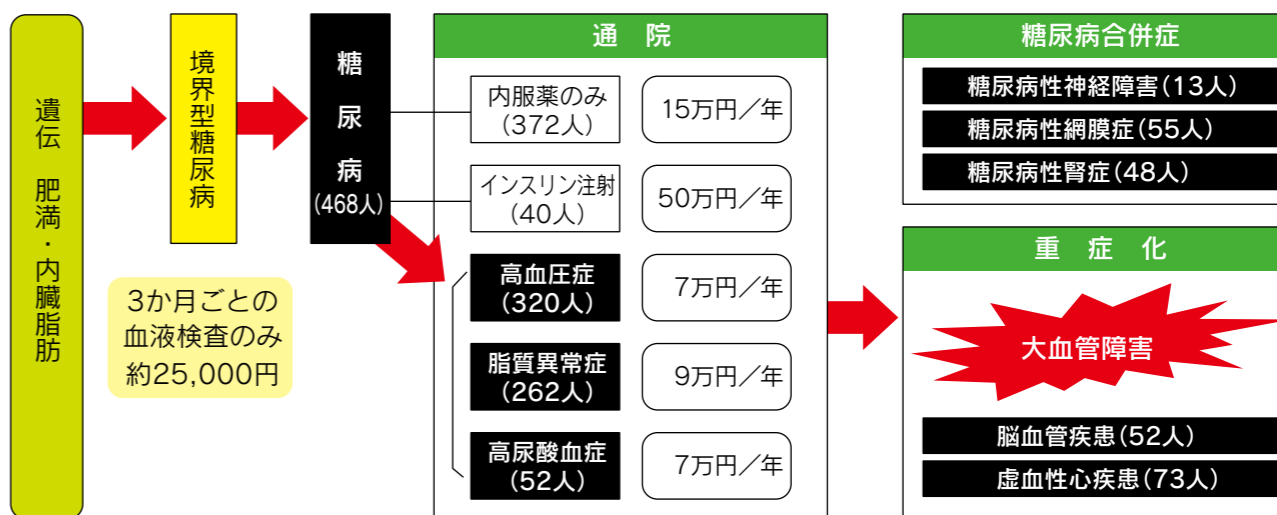 遺伝 肥満・内臓脂肪
境界型糖尿病
3か月ごとの
血液検査のみ
約25,000円
糖尿病
(468人)
通 院
内服薬のみ
(372人)
15万円／年
インスリン注射
(40人)
50万円／年
高血圧症
(320人)
7万円／年
脂質異常症
(262人)
9万円／年
高尿酸血症
(52人)
7万円／年
糖尿病合併症
糖尿病性神経障害(13人)
糖尿病性網膜症(55人)
糖尿病性腎症(48人)
重 症 化
大血管障害
脳血管疾患(52人)
虚血性心疾患(73人)